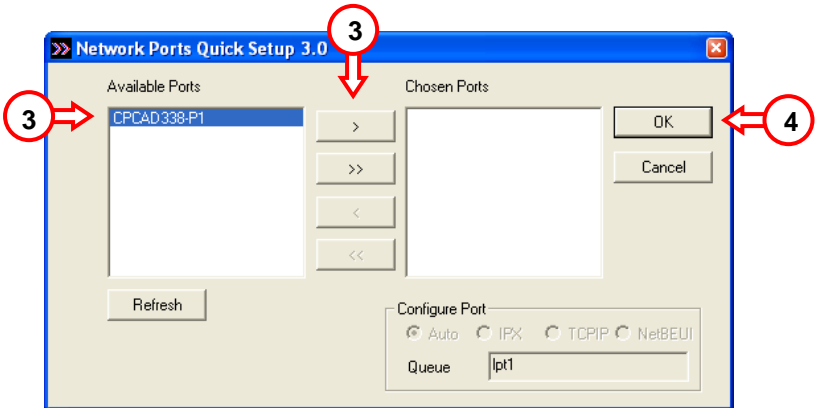 3
>> Network Ports Quick Setup 3.0
Available Ports
Chosen Ports
3
CPCAD338-P1
>
OK
4
>>
Cancel
<
<<
Refresh
Configure Port
Auto IPX TCPIP NetBEUI
Queue lpt1